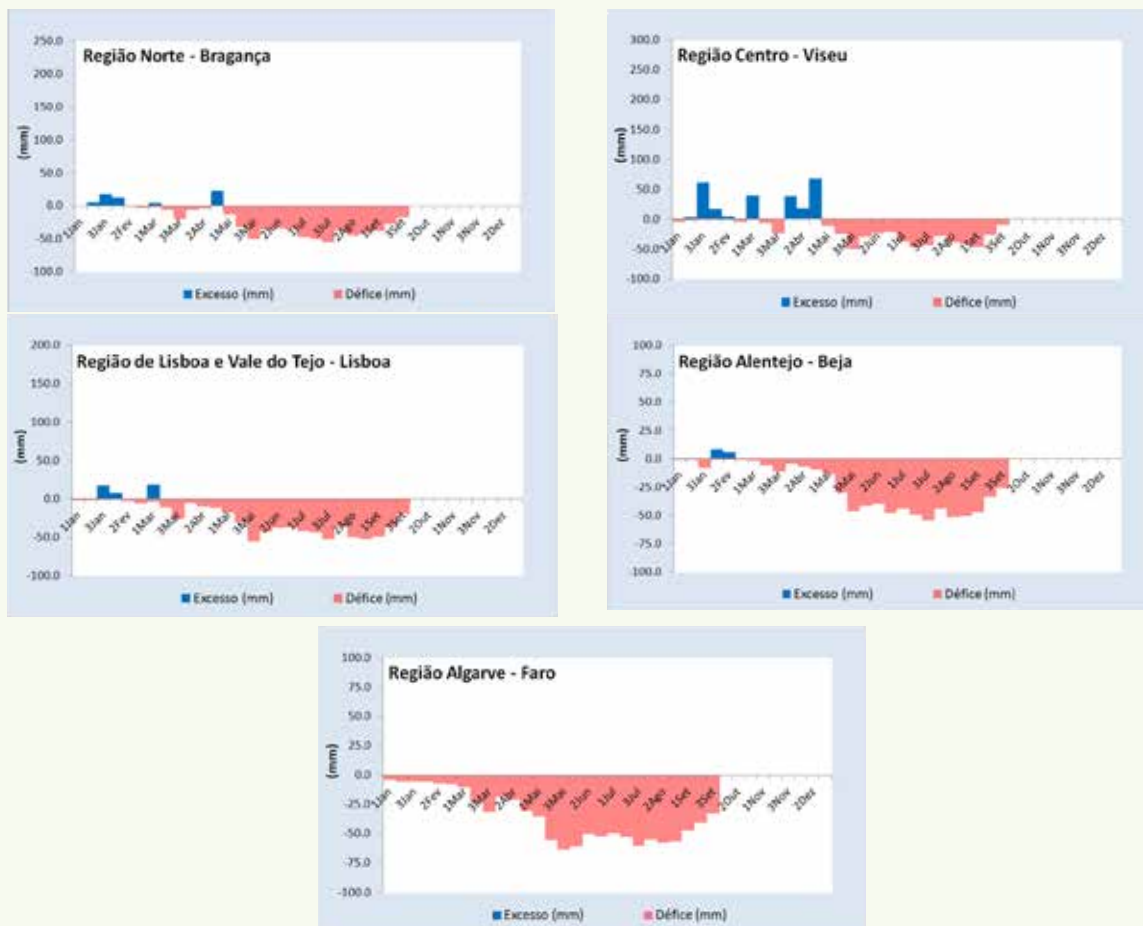 Região Norte - Bragança
(mm)
250.0
200.0
150.0
100.0
50.0
0.0
-50.0
-100.0
1Jan 3Jan 2Fev 1Mar 3Mar 2Abr 1Mai 3Mai 2Jun 1Jul 3Jul 2Ago 1Set 3Set 2Out 1Nov 3Nov 2Dez
Excesso (mm) Défice (mm)
Região Centro - Viseu
(mm)
300.0
250.0
200.0
150.0
100.0
50.0
0.0
-50.0
-100.0
1Jan 3Jan 2Fev 1Mar 3Mar 2Abr 1Mai 3Mai 2Jun 1Jul 3Jul 2Ago 1Set 3Set 2Out 1Nov 3Nov 2Dez
Excesso (mm) Défice (mm)
Região de Lisboa e Vale do Tejo - Lisboa
(mm)
200.0
150.0
100.0
50.0
0.0
-50.0
-100.0
1Jan 3Jan 2Fev 1Mar 3Mar 2Abr 1Mai 3Mai 2Jun 1Jul 3Jul 2Ago 1Set 3Set 2Out 1Nov 3Nov 2Dez
Excesso (mm) Défice (mm)
Região Alentejo - Beja
(mm)
100.0
75.0
50.0
25.0
0.0
-25.0
-50.0
-75.0
-100.0
1Jan 3Jan 2Fev 1Mar 3Mar 2Abr 1Mai 3Mai 2Jun 1Jul 3Jul 2Ago 1Set 3Set 2Out 1Nov 3Nov 2Dez
Excesso (mm) Défice (mm)
Região Algarve - Faro
(mm)
100.0
75.0
50.0
25.0
0.0
-25.0
-50.0
-75.0
-100.0
1Jan 3Jan 2Fev 1Mar 3Mar 2Abr 1Mai 3Mai 2Jun 1Jul 3Jul 2Ago 1Set 3Set 2Out 1Nov 3Nov 2Dez
Excesso (mm) Défice (mm)